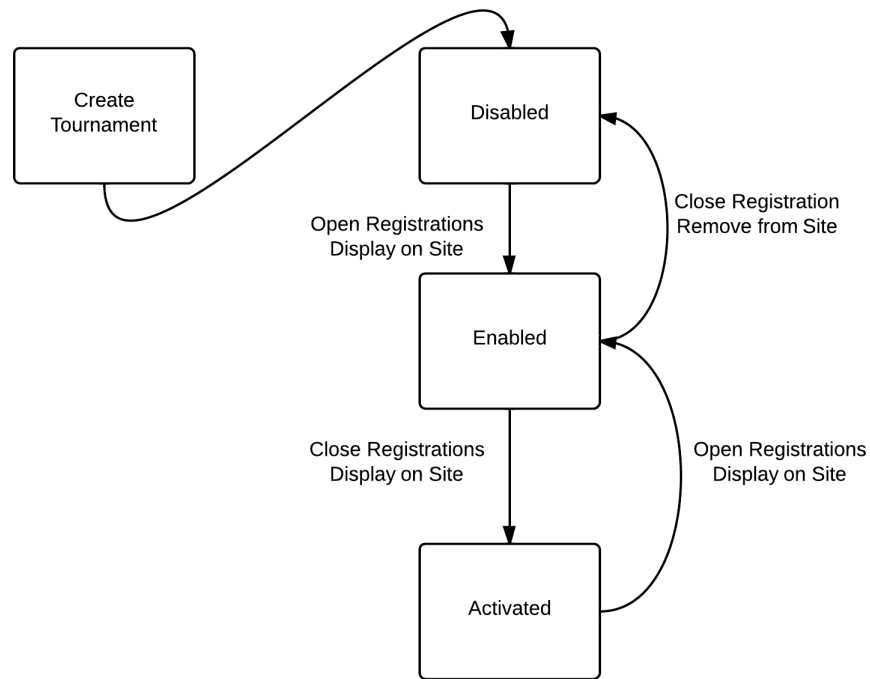 Create
Tournament
Disabled
Open Registrations
Display on Site
Close Registration
Remove from Site
Enabled
Close Registrations
Display on Site
Open Registrations
Display on Site
Activated